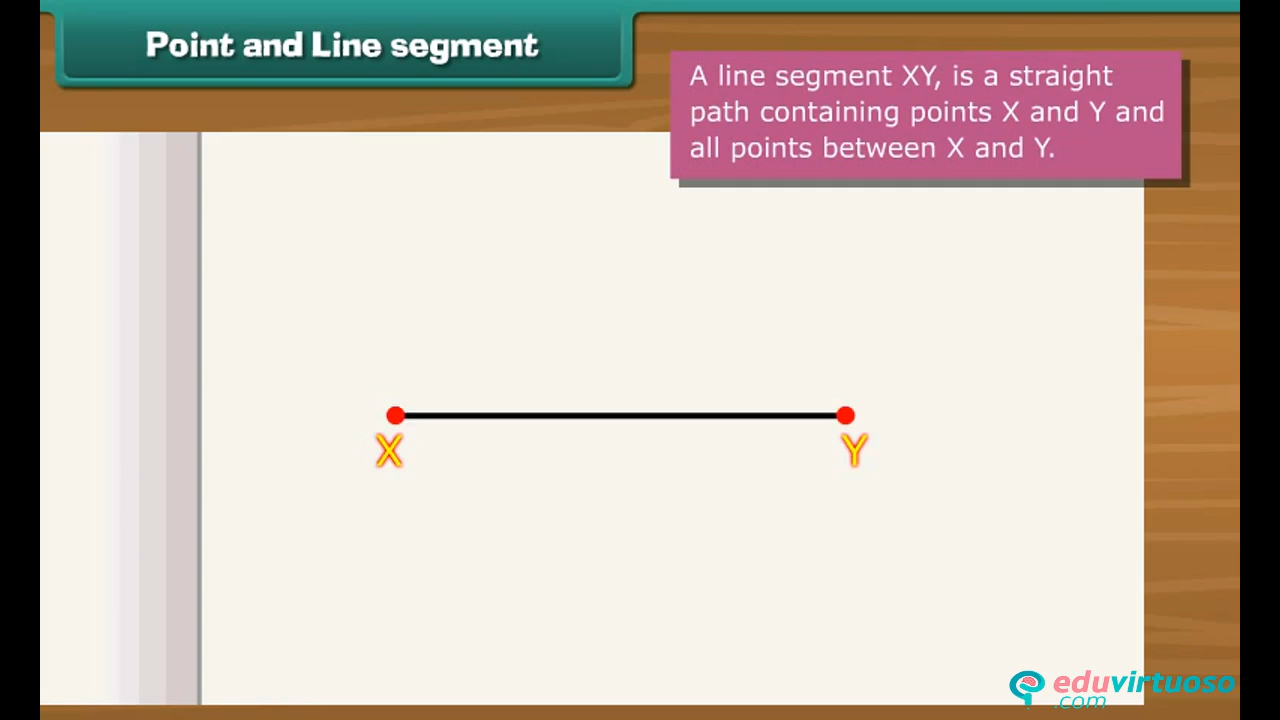 Point and Line segment
A line segment XY, is a straight
path containing points X and Y and
all points between X and Y.
X
Y
eduvirtuoso
.com